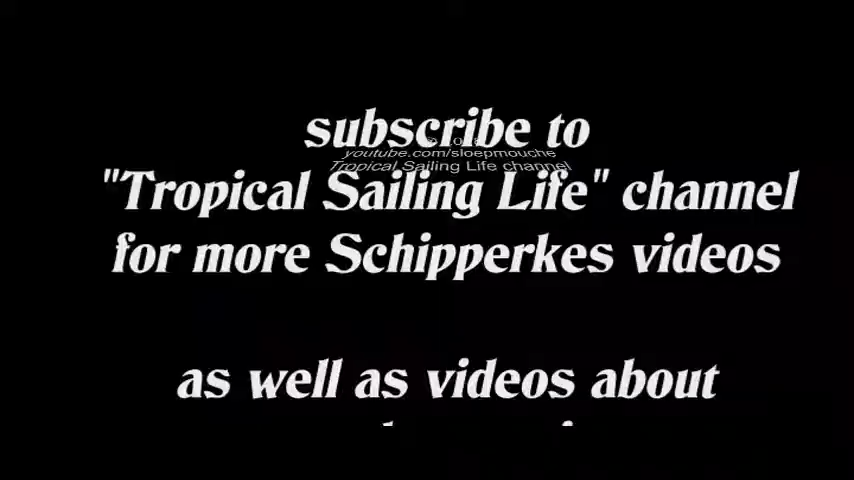 subscribe to
youtube.com/sloepmouche
Tropical Sailing Life channel
"Tropical Sailing Life" channel
for more Schipperkes videos
as well as videos about